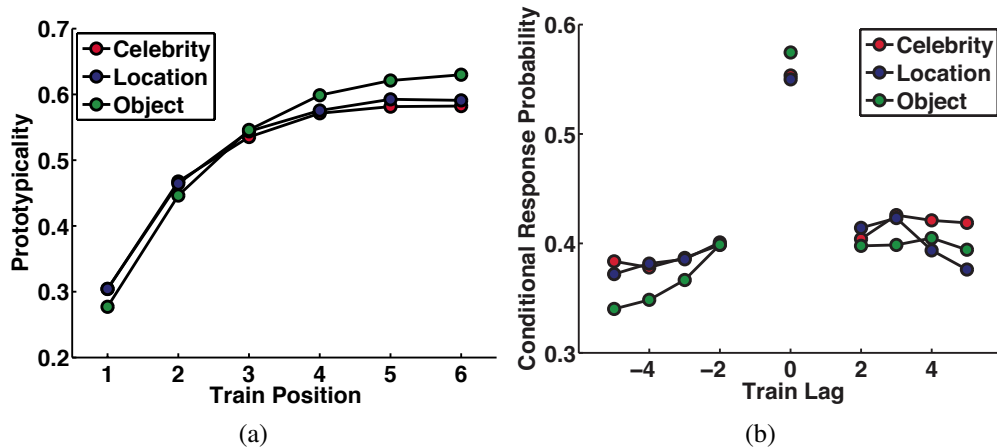 0.7
Celebrity
Location
Object
0.6
0.5
0.4
0.3
0.2
Prototypicality
1 2 3 4 5 6
Train Position
(a)
0.6
Celebrity
Location
Object
0.5
0.4
0.3
Conditional Response Probability
−4 −2 0 2 4
Train Lag
(b)